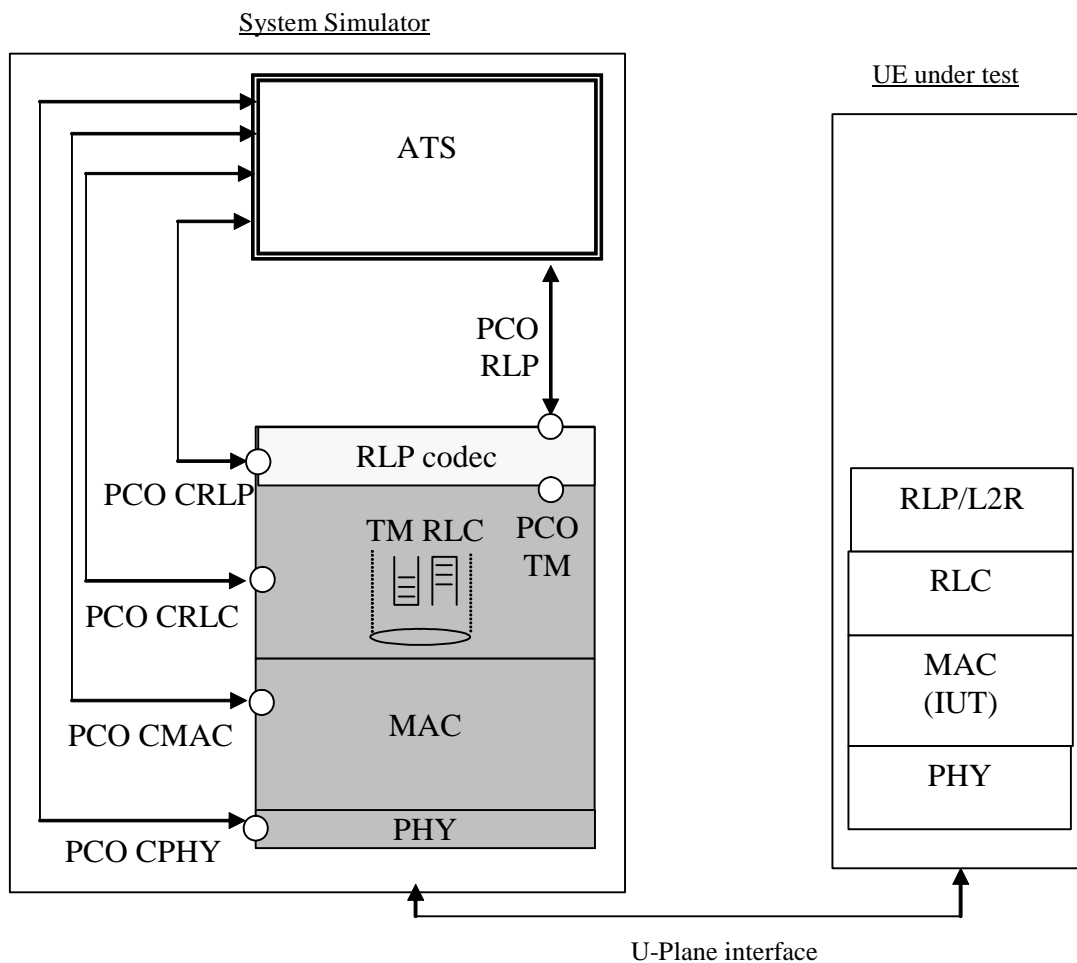 System Simulator
UE under test
ATS
PCO
RLP
RLP codec
PCO CRLP
TM RLC
PCO
TM
PCO CRLC
MAC
PCO CMAC
PHY
PCO CPHY
RLP/L2R
RLC
MAC
(IUT)
PHY
U-Plane interface